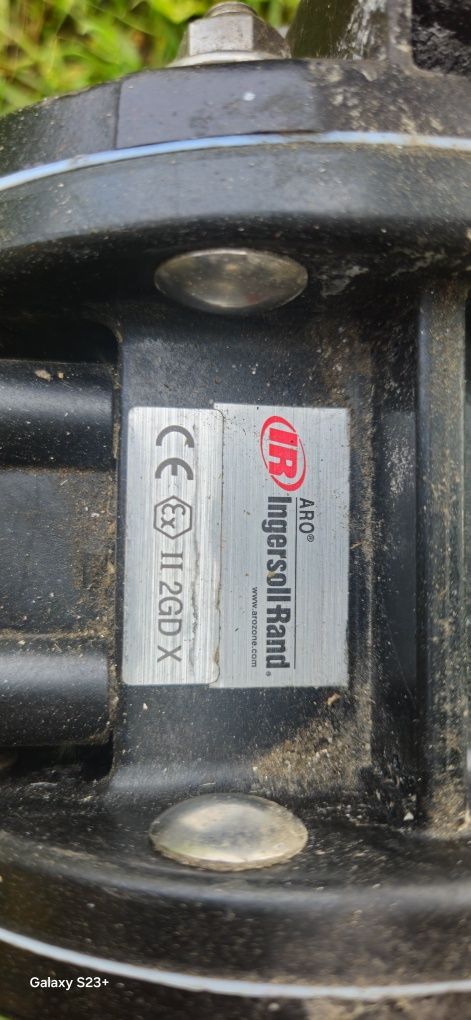 IR
ARO®
Ingersoll-Rand®
www.arozone.com
CE Ex II 2GD X
Galaxy S23+